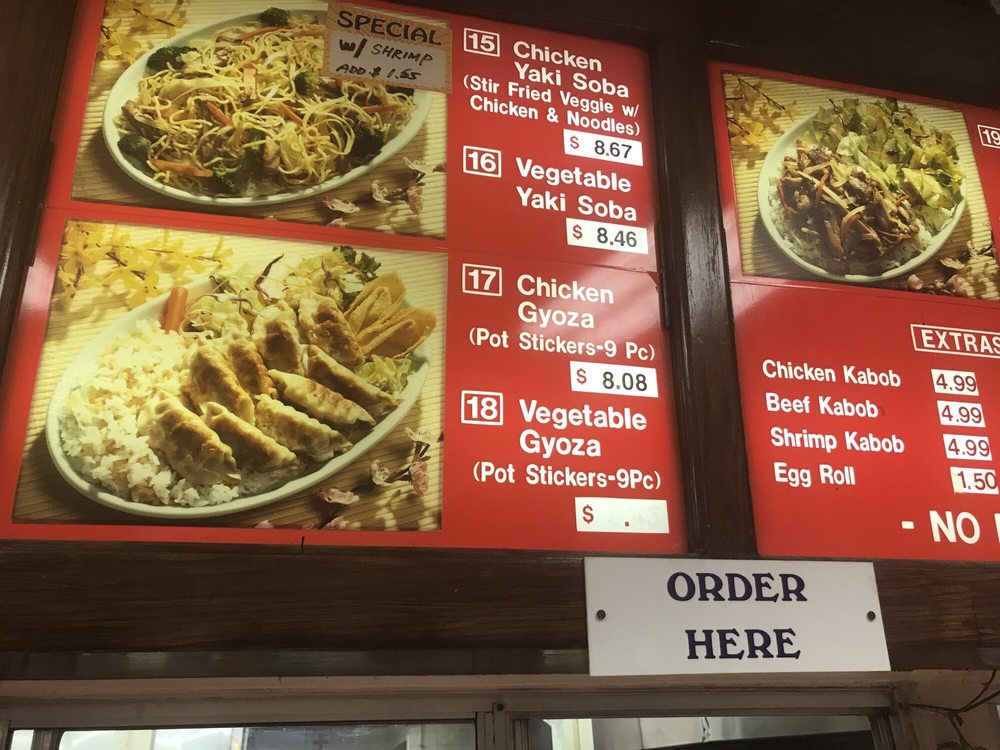 SPECIAL
W/ SHRIMP
ADD $ 1.55
15 Chicken
Yaki Soba
(Stir Fried Veggie w/
Chicken & Noodles)
$ 8.67
16 Vegetable
Yaki Soba
$ 8.46
17 Chicken
Gyoza
(Pot Stickers-9 Pc)
$ 8.08
18 Vegetable
Gyoza
(Pot Stickers-9Pc)
$ .
19
EXTRAS
Chicken Kabob 4.99
Beef Kabob 4.99
Shrimp Kabob 4.99
Egg Roll 1.50
- NO
ORDER
HERE